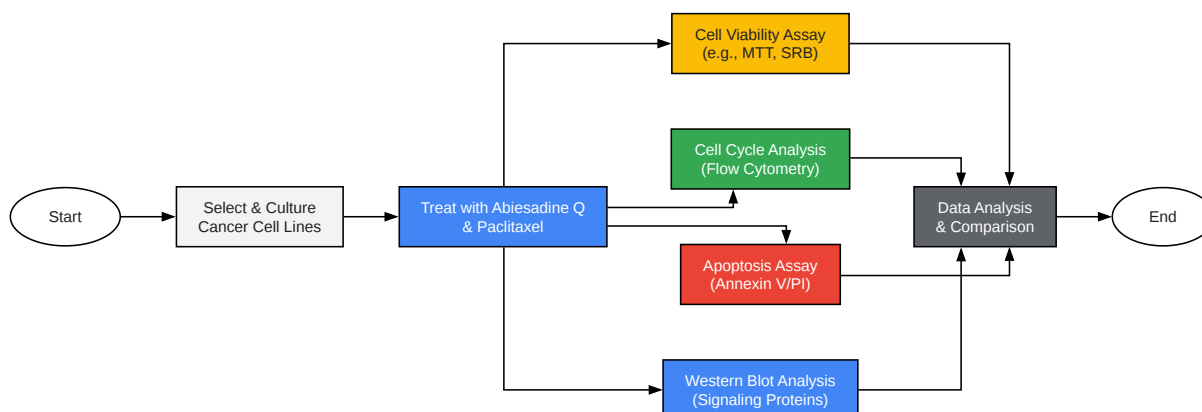 Start
Select & Culture
Cancer Cell Lines
Treat with Abiesadine Q
& Paclitaxel
Cell Viability Assay
(e.g., MTT, SRB)
Cell Cycle Analysis
(Flow Cytometry)
Apoptosis Assay
(Annexin V/PI)
Western Blot Analysis
(Signaling Proteins)
Data Analysis
& Comparison
End